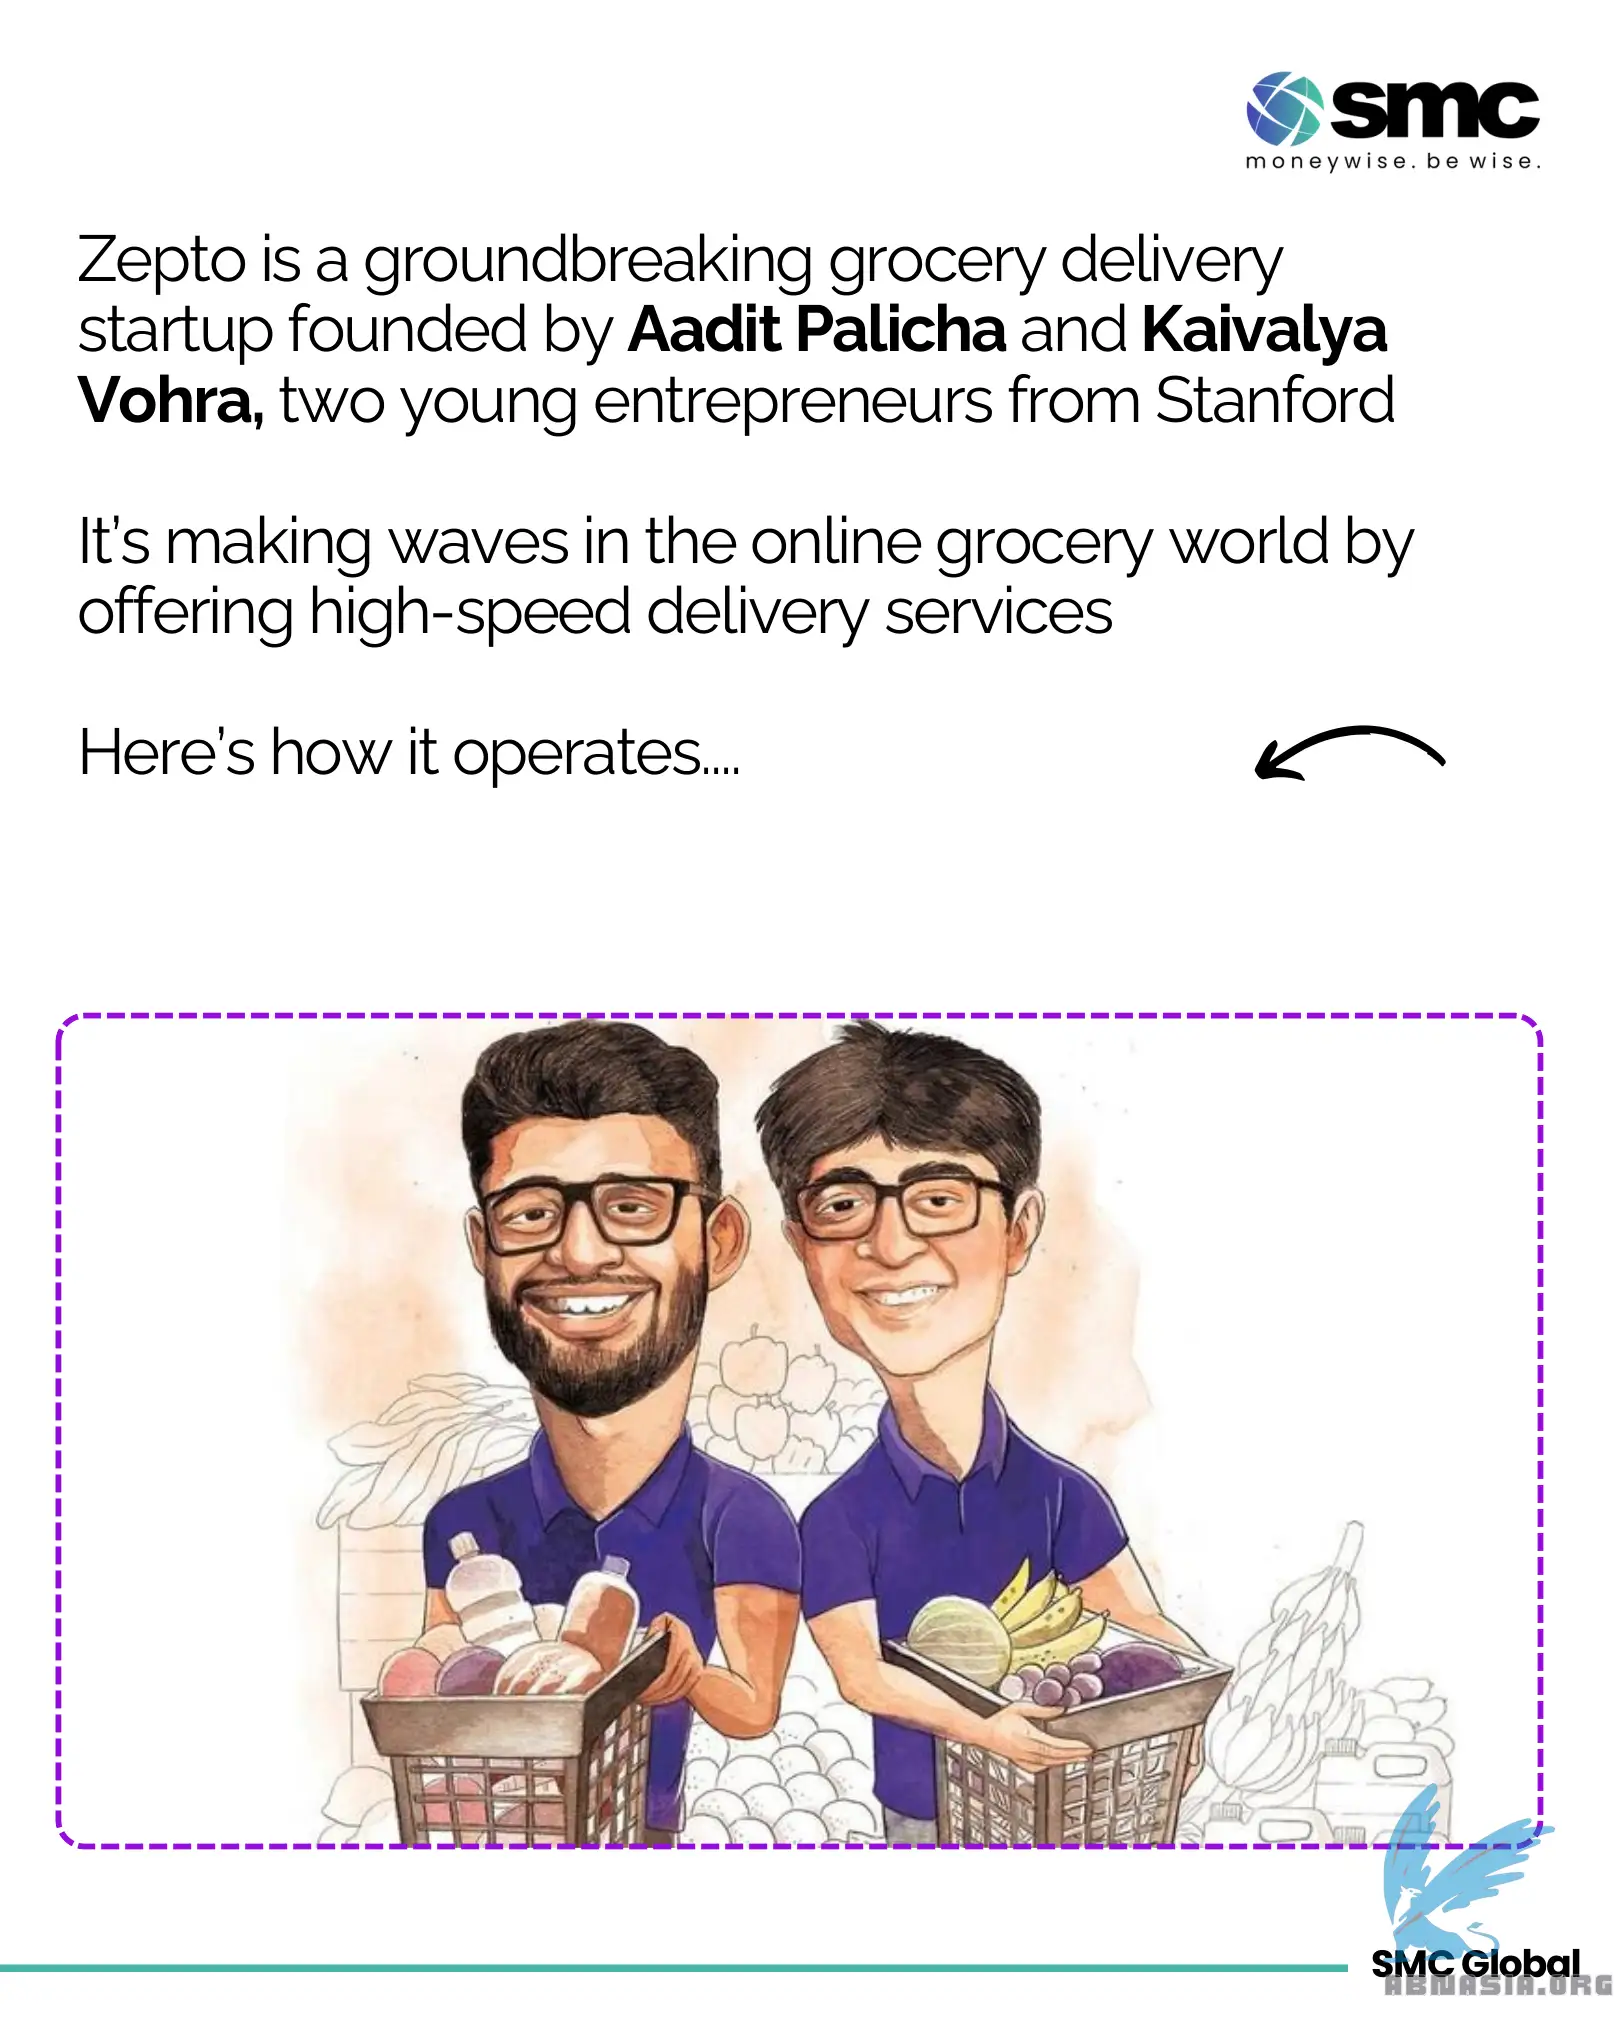 smc
moneywise. be wise.
Zepto is a groundbreaking grocery delivery
startup founded by Aadit Palicha and Kaivalya
Vohra, two young entrepreneurs from Stanford
It’s making waves in the online grocery world by
offering high-speed delivery services
Here’s how it operates....
SMC Global
ABMASIA.ORG